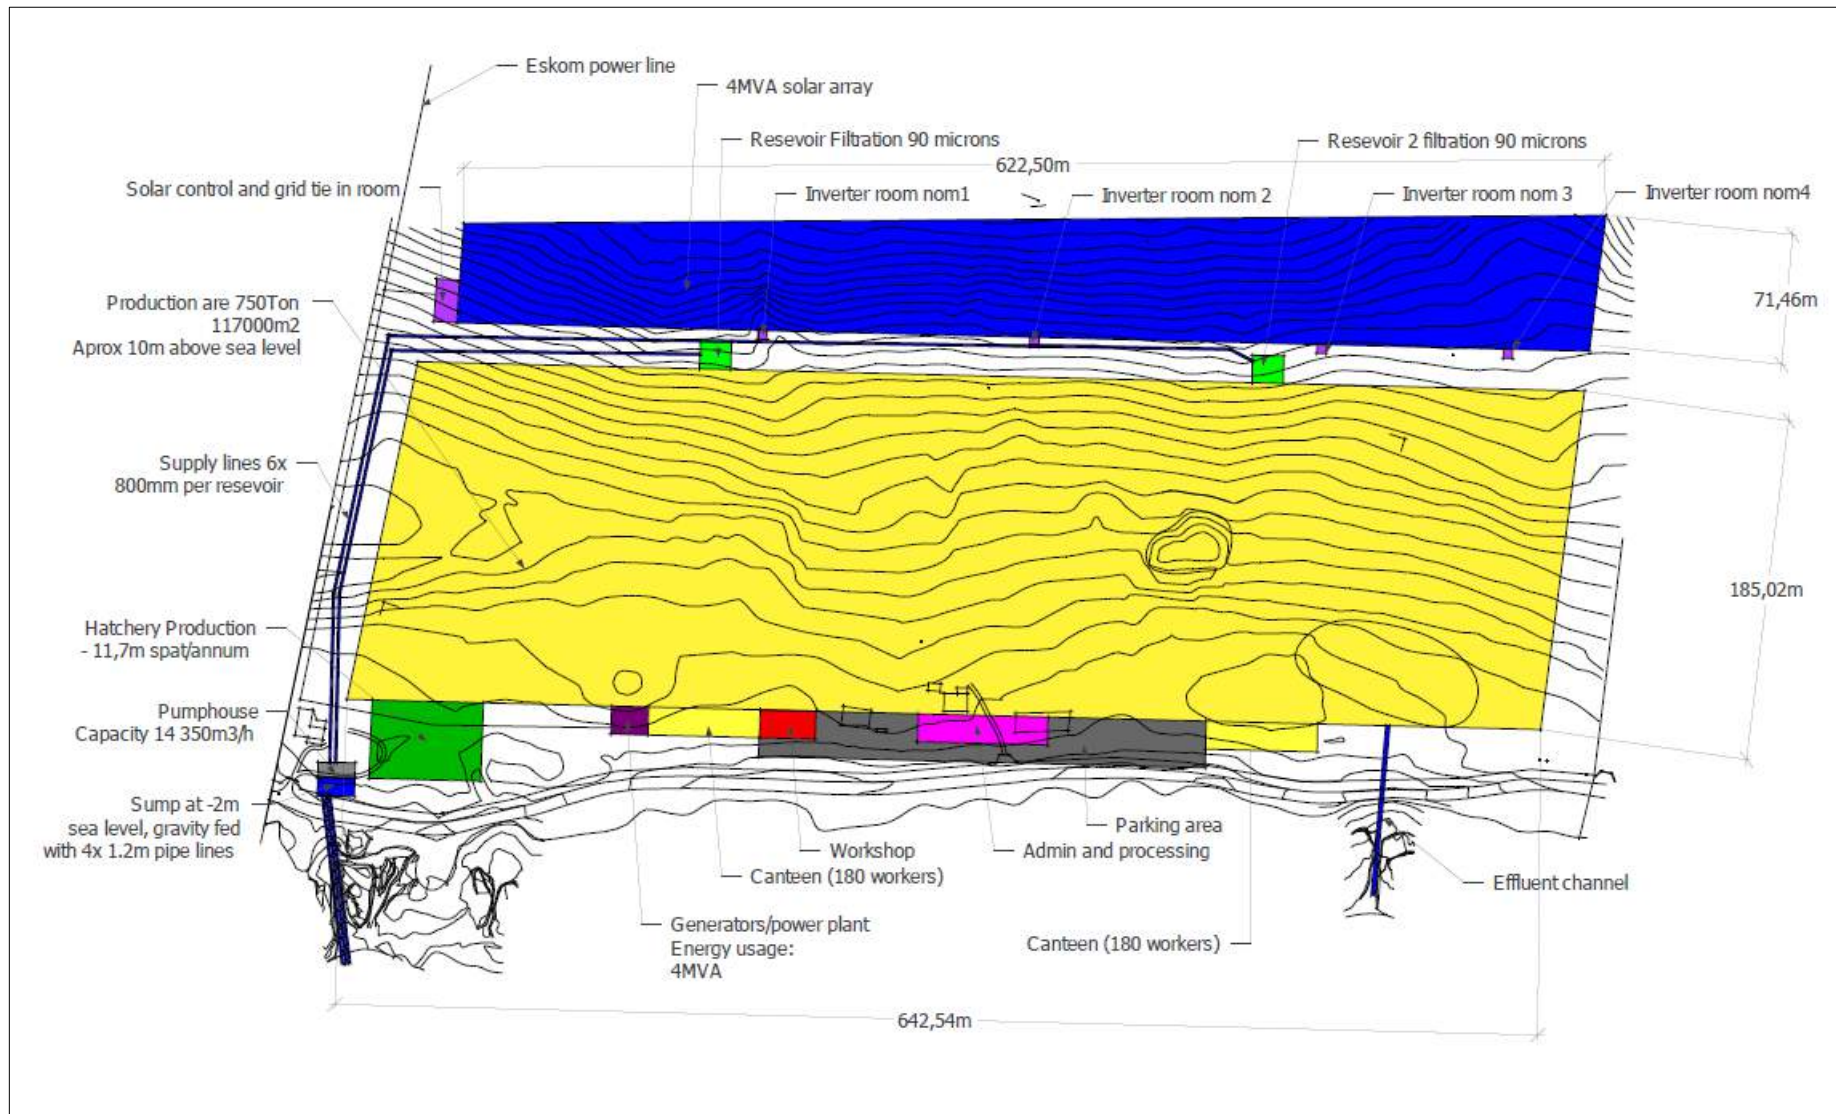 Eskom power line
4MVA solar array
Resevoir Filtration 90 microns
Resevoir 2 filtration 90 microns
622,50m
Solar control and grid tie in room
Inverter room nom1
Inverter room nom 2
Inverter room nom 3
Inverter room nom4
Production are 750Ton
117000m2
Aprox 10m above sea level
71,46m
Supply lines 6x
800mm per resevoir
185,02m
Hatchery Production
- 11,7m spat/annum
Pumphouse
Capacity 14 350m3/h
Sump at -2m
sea level, gravity fed
with 4x 1.2m pipe lines
Parking area
Workshop
Admin and processing
Canteen (180 workers)
Effluent channel
Generators/power plant
Energy usage:
4MVA
Canteen (180 workers)
642,54m